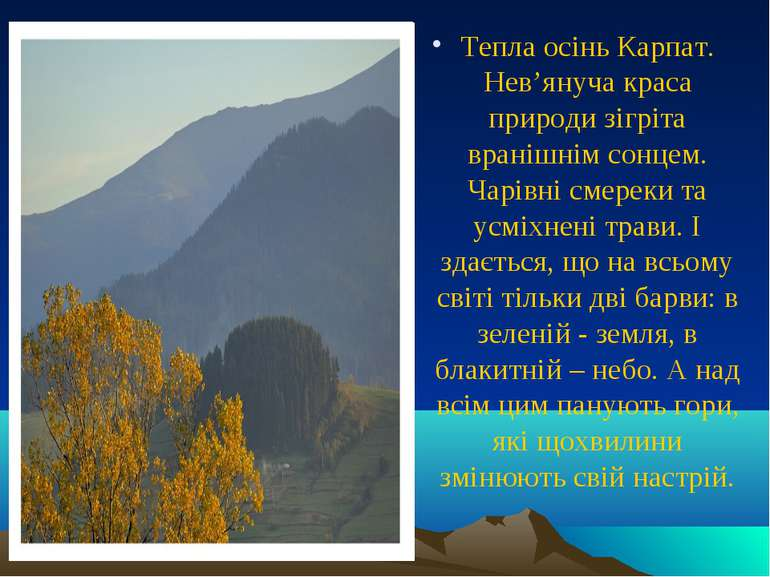 • Тепла осінь Карпат.
Нев’януча краса
природи зігріта
вранішнім сонцем.
Чарівні смереки та
усміхнені трави. І
здається, що на всьому
світі тільки дві барви: в
зеленій - земля, в
блакитній – небо. А над
всім цим панують гори,
які щохвилини
змінюють свій настрій.